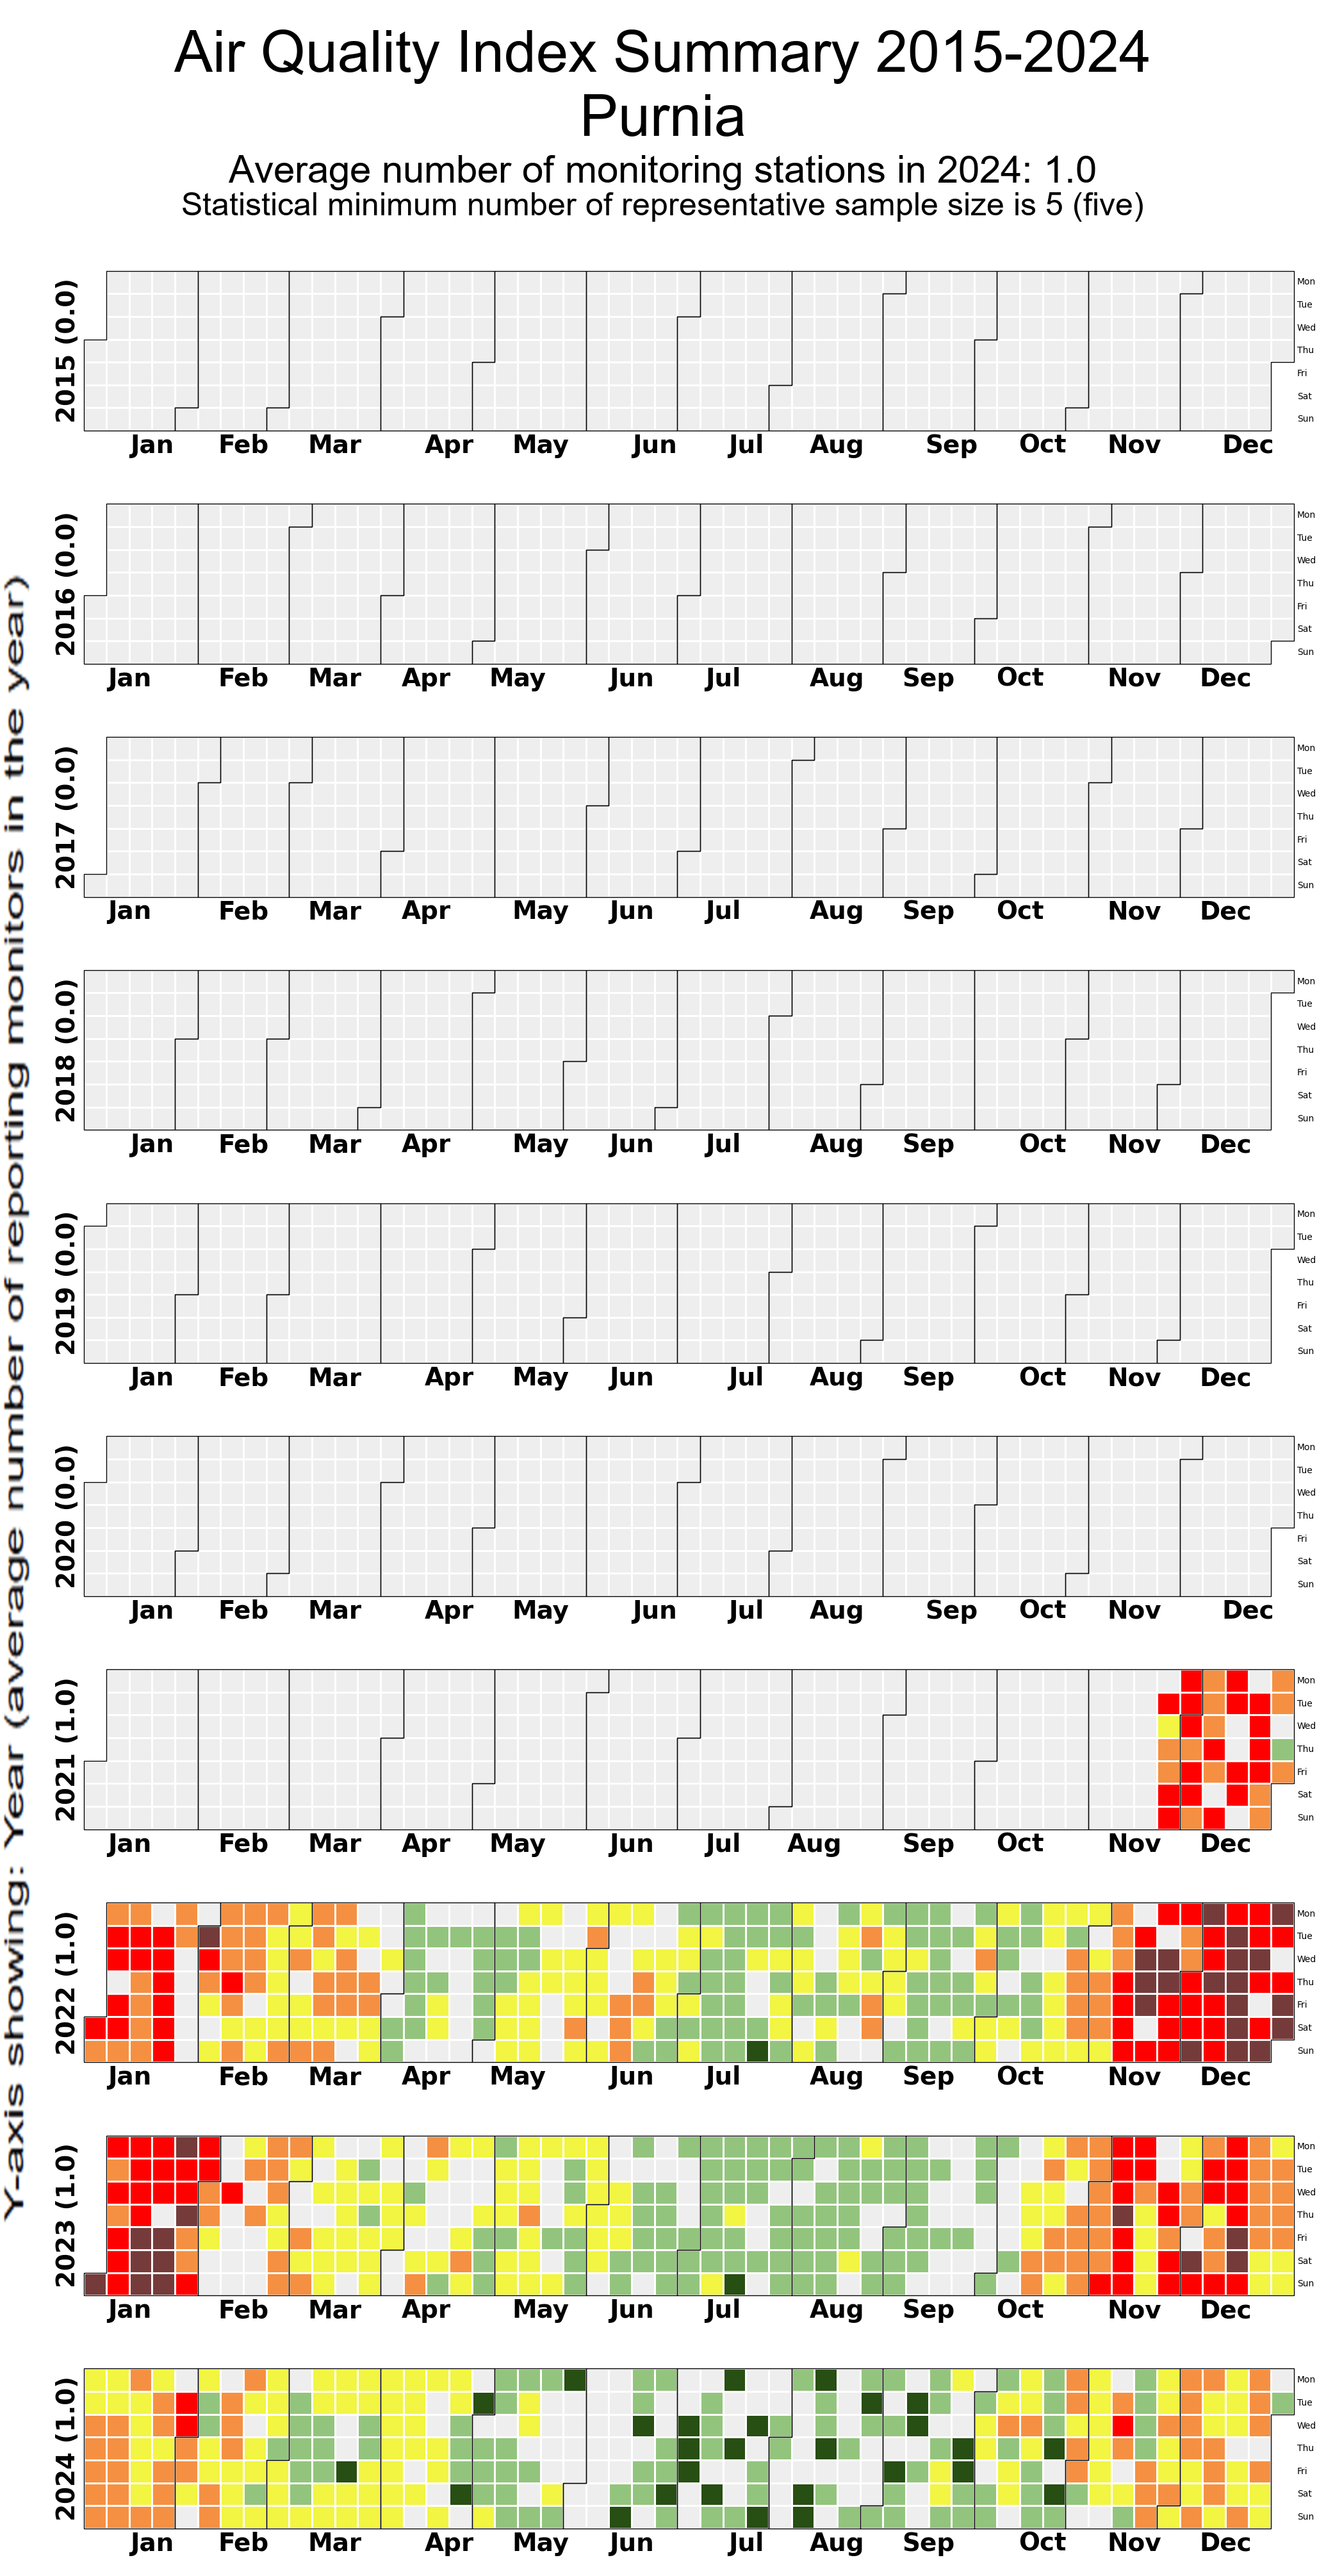 Air Quality Index Summary 2015-2024
Purnia
Average number of monitoring stations in 2024: 1.0
Statistical minimum number of representative sample size is 5 (five)
Y-axis showing: Year (average number of reporting monitors in the year)
2015 (0.0)
Mon
Tue
Wed
Thu
Fri
Sat
Sun
Jan Feb Mar Apr May Jun Jul Aug Sep Oct Nov Dec
2016 (0.0)
Mon
Tue
Wed
Thu
Fri
Sat
Sun
Jan Feb Mar Apr May Jun Jul Aug Sep Oct Nov Dec
2017 (0.0)
Mon
Tue
Wed
Thu
Fri
Sat
Sun
Jan Feb Mar Apr May Jun Jul Aug Sep Oct Nov Dec
2018 (0.0)
Mon
Tue
Wed
Thu
Fri
Sat
Sun
Jan Feb Mar Apr May Jun Jul Aug Sep Oct Nov Dec
2019 (0.0)
Mon
Tue
Wed
Thu
Fri
Sat
Sun
Jan Feb Mar Apr May Jun Jul Aug Sep Oct Nov Dec
2020 (0.0)
Mon
Tue
Wed
Thu
Fri
Sat
Sun
Jan Feb Mar Apr May Jun Jul Aug Sep Oct Nov Dec
2021 (1.0)
Mon
Tue
Wed
Thu
Fri
Sat
Sun
Jan Feb Mar Apr May Jun Jul Aug Sep Oct Nov Dec
2022 (1.0)
Mon
Tue
Wed
Thu
Fri
Sat
Sun
Jan Feb Mar Apr May Jun Jul Aug Sep Oct Nov Dec
2023 (1.0)
Mon
Tue
Wed
Thu
Fri
Sat
Sun
Jan Feb Mar Apr May Jun Jul Aug Sep Oct Nov Dec
2024 (1.0)
Mon
Tue
Wed
Thu
Fri
Sat
Sun
Jan Feb Mar Apr May Jun Jul Aug Sep Oct Nov Dec